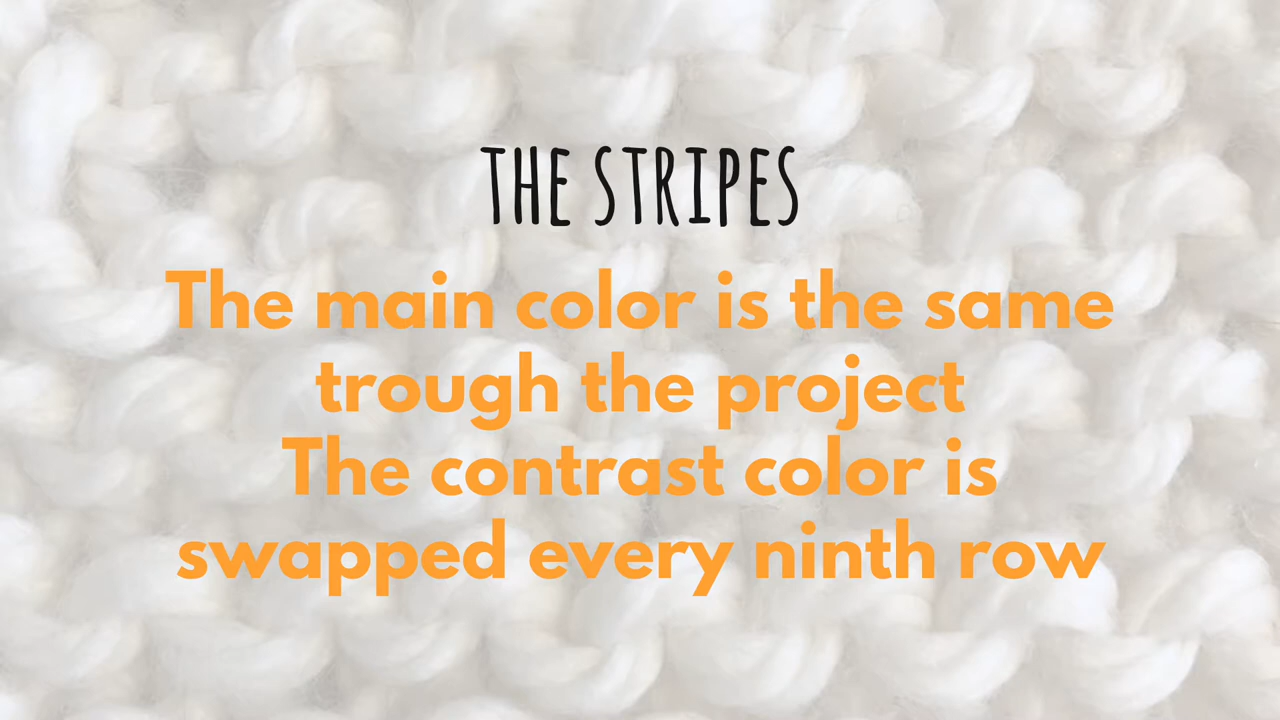 THE STRIPES
The main color is the same
trough the project
The contrast color is
swapped every ninth row